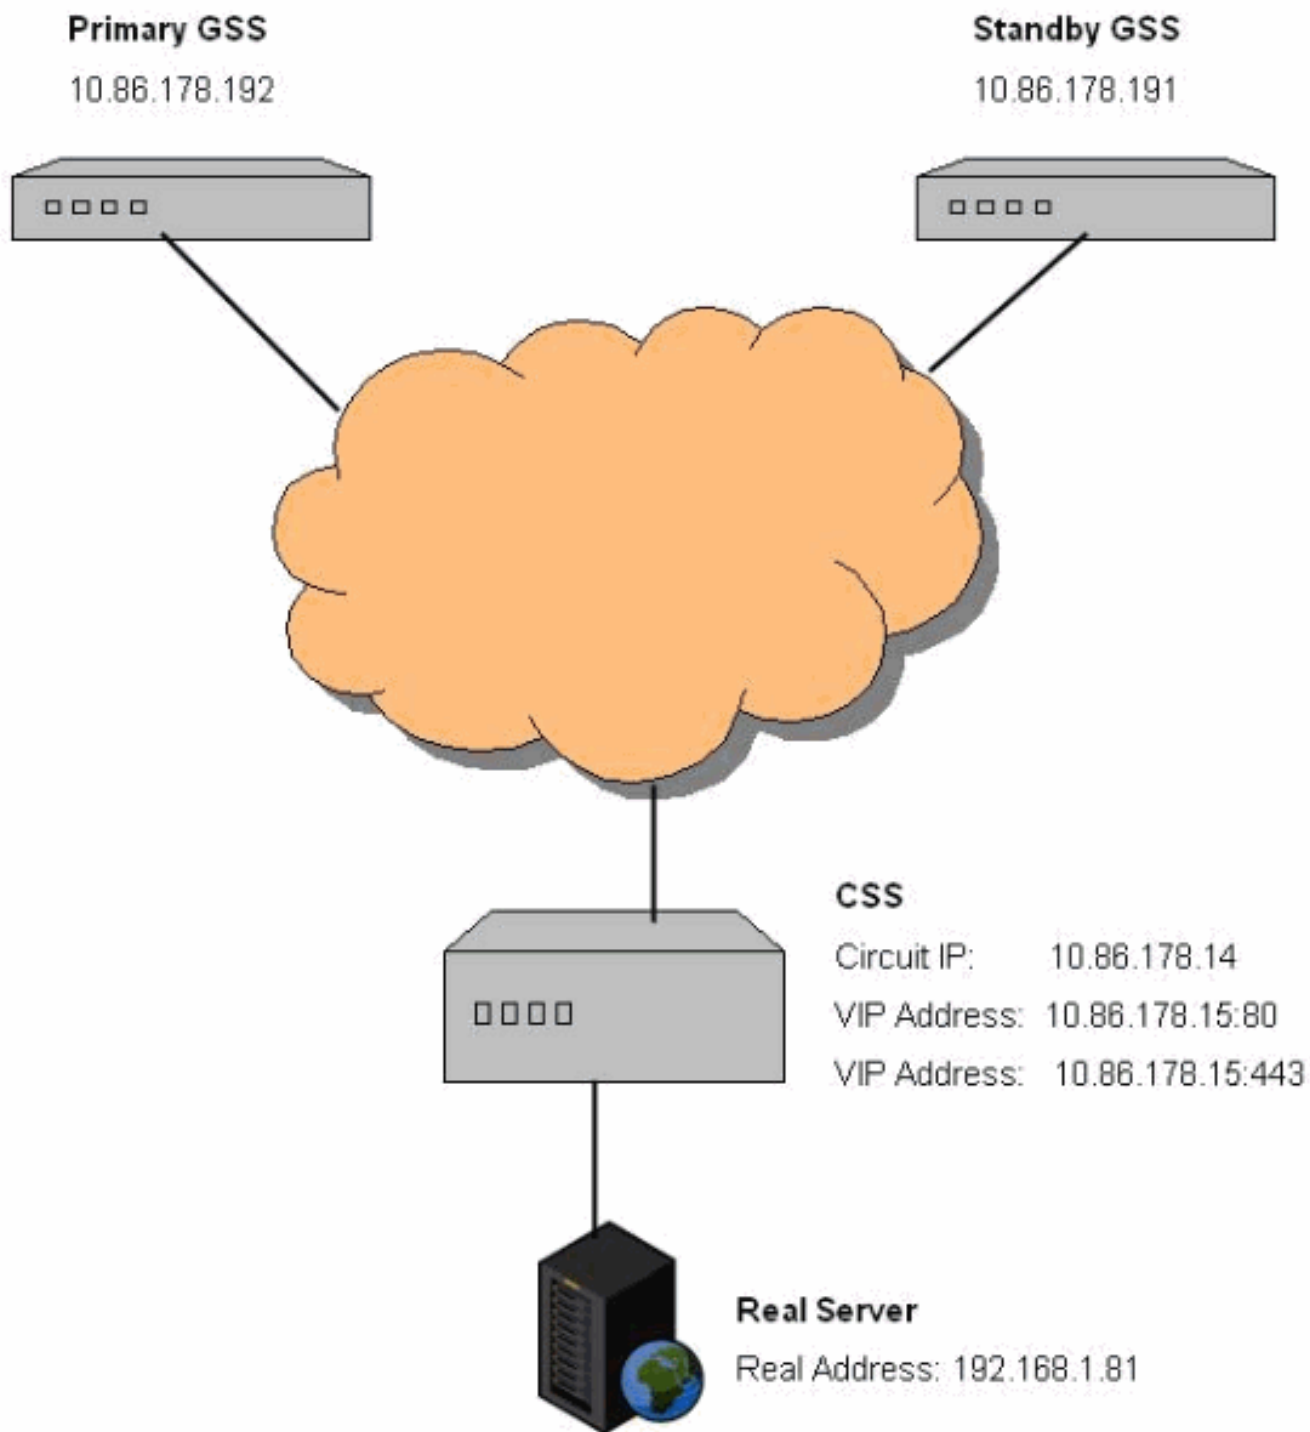 Primary GSS
10.86.178.192
Standby GSS
10.86.178.191
CSS
Circuit IP: 10.86.178.14
VIP Address: 10.86.178.15:80
VIP Address: 10.86.178.15:443
Real Server
Real Address: 192.168.1.81